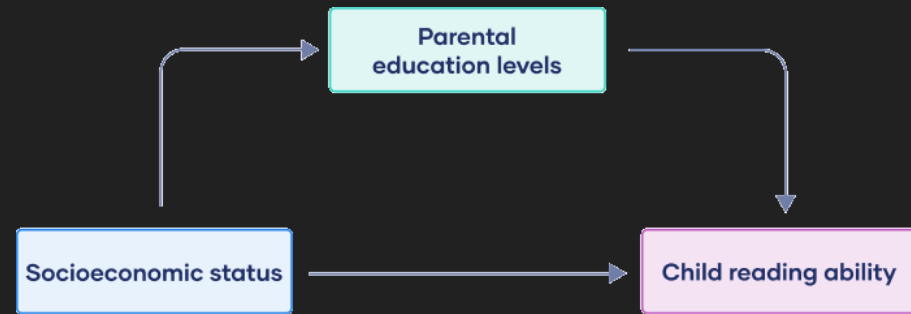 Parental
education levels
Socioeconomic status
Child reading ability